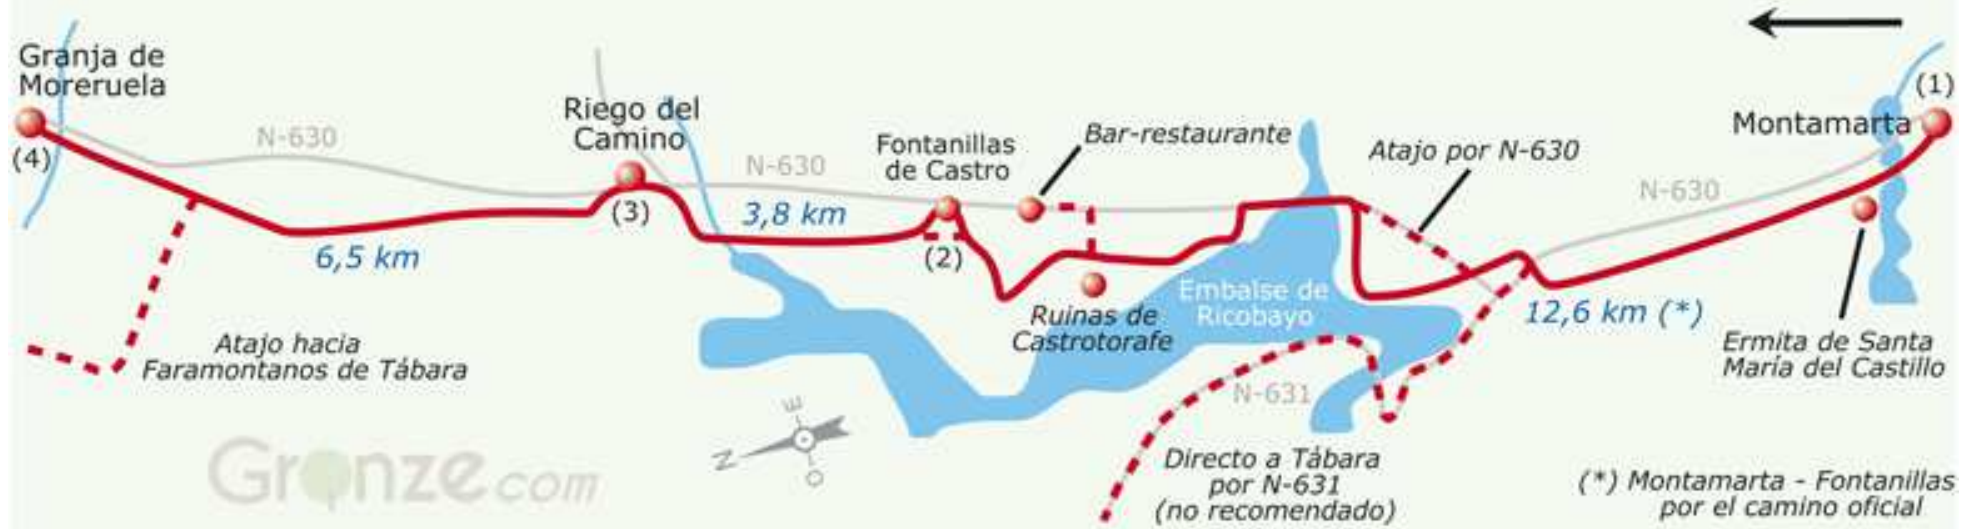 Granja de
Moreruela
(4)
N-630
Riego del
Camino
(3)
6,5 km
N-630
3,8 km
Fontanillas
de Castro
(2)
Bar-restaurante
Atajo por N-630
N-630
Montamarta
(1)
Embalse de
Ricobayo
Ruinas de
Castrotorafe
12,6 km (*)
Ermita de Santa
María del Castillo
Atajo hacia
Faramontanos de Tábara
N-631
Directo a Tábara
por N-631
(no recomendado)
N
E
O
Gronze.com
(*) Montamarta - Fontanillas
por el camino oficial